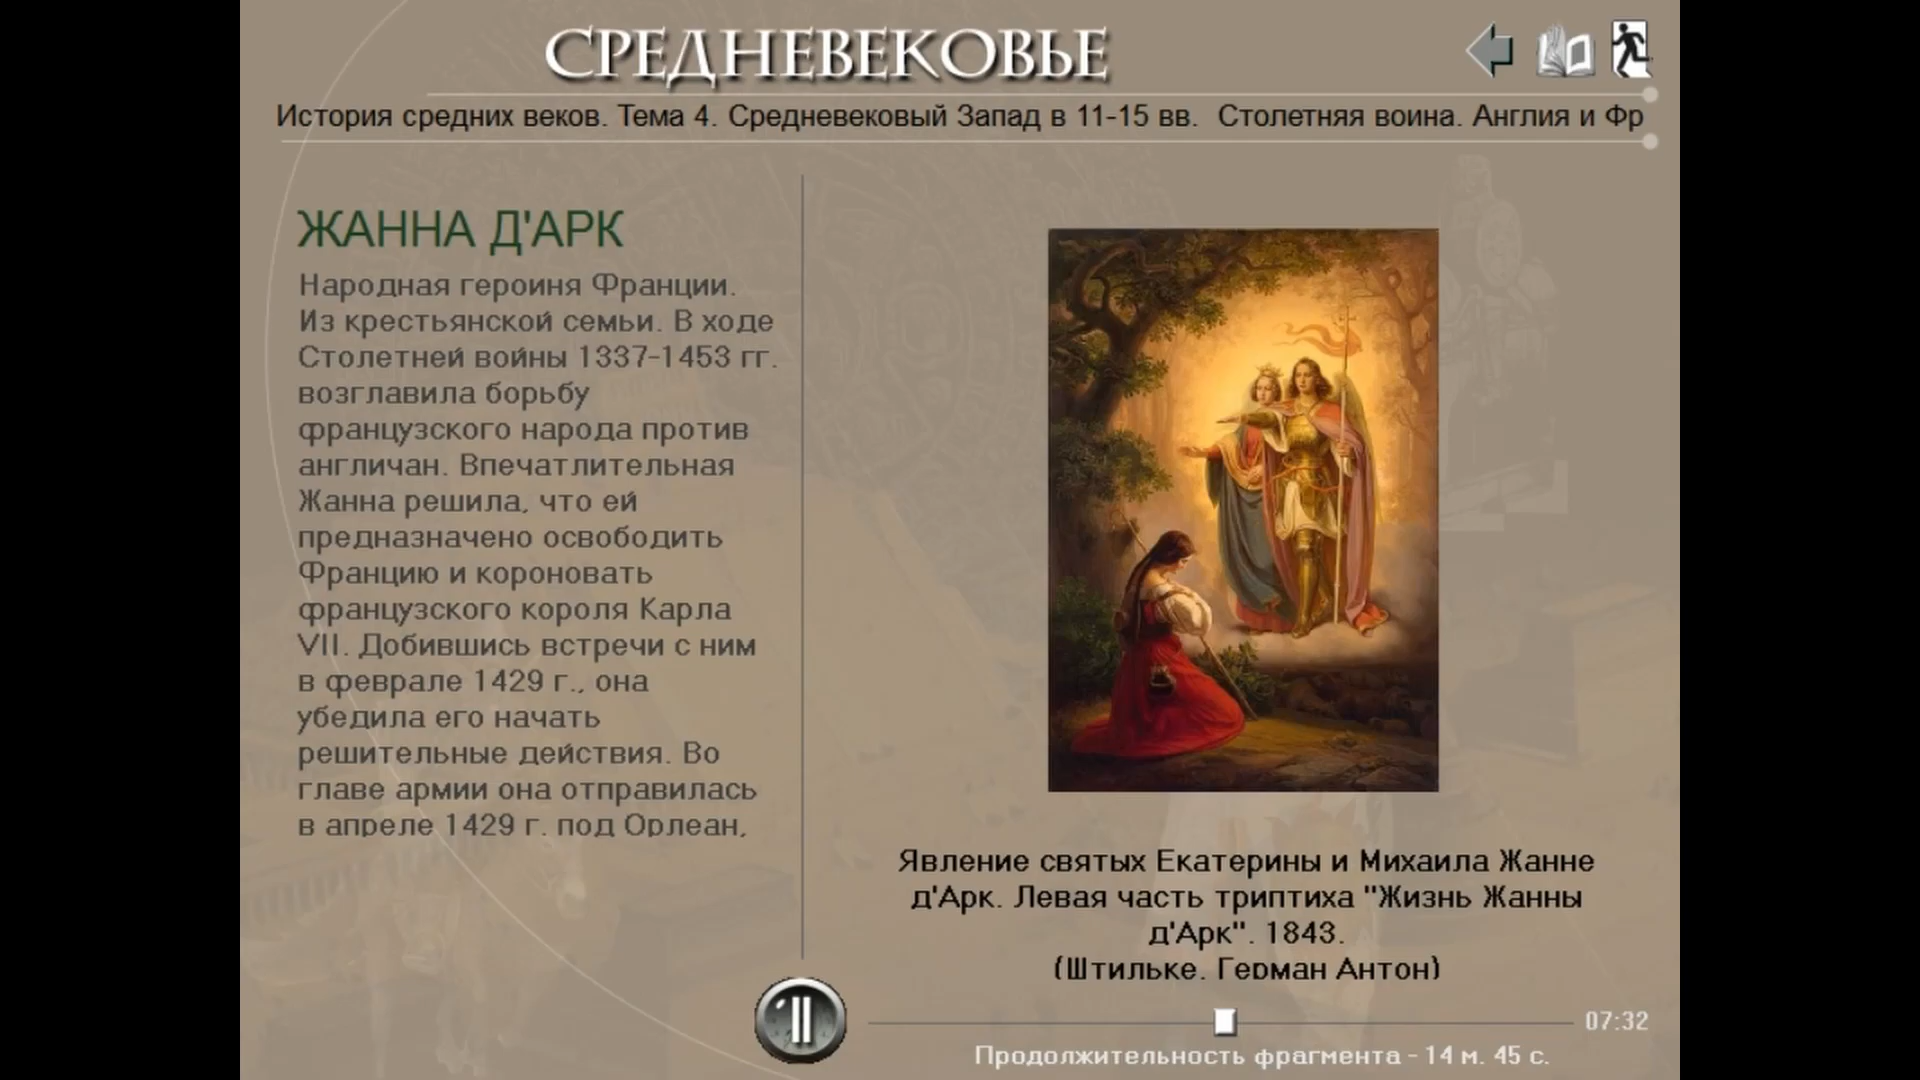 СРЕДНЕВЕКОВЬЕ
История средних веков. Тема 4. Средневековый Запад в 11-15 вв. Столетняя воина. Англия и Фр
ЖАННА Д'АРК
Народная героиня Франции.
Из крестьянской семьи. В ходе
Столетней войны 1337-1453 гг.
возглавила борьбу
французского народа против
англичан. Впечатлительная
Жанна решила, что ей
предназначено освободить
Францию и короновать
французского короля Карла
VII. Добившись встречи с ним
в феврале 1429 г., она
убедила его начать
решительные действия. Во
главе армии она отправилась
в апреле 1429 г. под Орлеан,
Явление святых Екатерины и Михаила Жанне
д'Арк. Левая часть триптиха "Жизнь Жанны
д'Арк". 1843.
(Штильке, Герман Антон)
07:32
Продолжительность фрагмента - 14 м. 45 с.